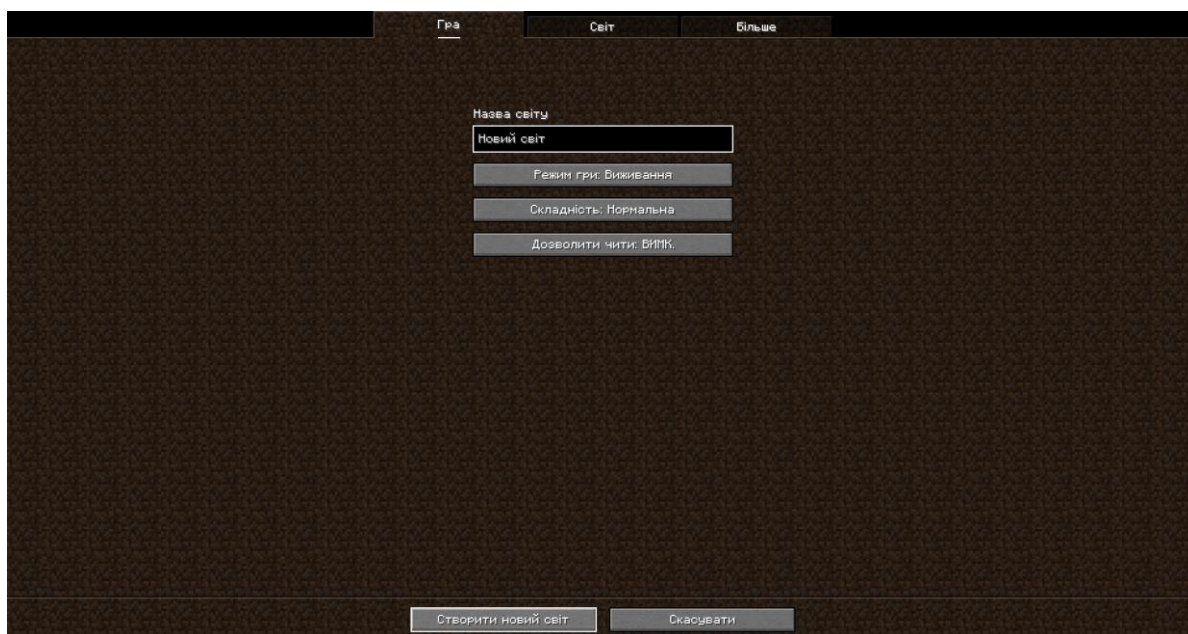 Гра
Світ
Більше
Назва світу
Новий світ
Режим гри: Виживання
Складність: Нормальна
Дозволити чити: ВИМК.
Створити новий світ
Скасувати